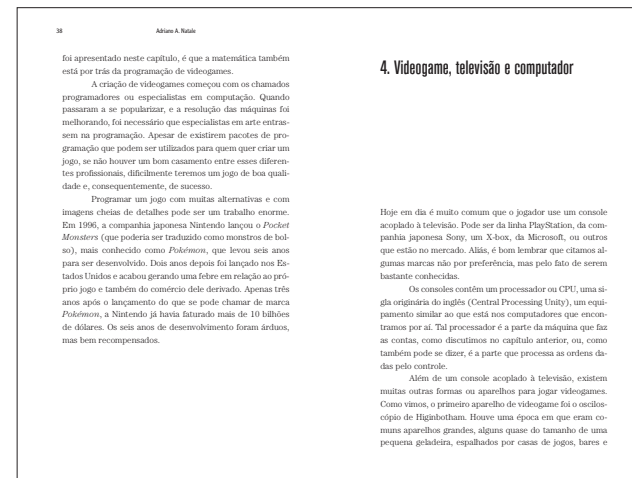 38
Adriano A. Natale
foi apresentado neste capítulo, é que a matemática também
está por trás da programação de videogames.
A criação de videogames começou com os chamados
programadores ou especialistas em computação. Quando
passaram a se popularizar, e a resolução das máquinas foi
melhorando, foi necessário que especialistas em arte entras-
sem na programação. Apesar de existirem pacotes de pro-
gramação que podem ser utilizados para quem quer criar um
jogo, se não houver um bom casamento entre esses diferen-
tes profissionais, dificilmente teremos um jogo de boa quali-
dade e, consequentemente, de sucesso.
Programar um jogo com muitas alternativas e com
imagens cheias de detalhes pode ser um trabalho enorme.
Em 1996, a companhia japonesa Nintendo lançou o Pocket
Monsters (que poderia ser traduzido como monstros de bol-
so), mais conhecido como Pokémon, que levou seis anos
para ser desenvolvido. Dois anos depois foi lançado nos Es-
tados Unidos e acabou gerando uma febre em relação ao pró-
prio jogo e também do comércio dele derivado. Apenas três
anos após o lançamento do que se pode chamar de marca
Pokémon, a Nintendo já havia faturado mais de 10 bilhões
de dólares. Os seis anos de desenvolvimento foram árduos,
mas bem recompensados.
4. Videogame, televisão e computador
Hoje em dia é muito comum que o jogador use um console
acoplado à televisão. Pode ser da linha PlayStation, da com-
panhia japonesa Sony, um X-box, da Microsoft, ou outros
que estão no mercado. Aliás, é bom lembrar que citamos al-
gumas marcas não por preferência, mas pelo fato de serem
bastante conhecidas.
Os consoles contêm um processador ou CPU, uma si-
gla originária do inglês (Central Processing Unity), um equi-
pamento similar ao que está nos computadores que encon-
tramos por aí. Tal processador é a parte da máquina que faz
as contas, como discutimos no capítulo anterior, ou, como
também pode se dizer, é a parte que processa as ordens da-
das pelo controle.
Além de um console acoplado à televisão, existem
muitas outras formas ou aparelhos para jogar videogames.
Como vimos, o primeiro aparelho de videogame foi o oscilos-
cópio de Higinbotham. Houve uma época em que eram co-
muns aparelhos grandes, alguns quase do tamanho de uma
pequena geladeira, espalhados por casas de jogos, bares e